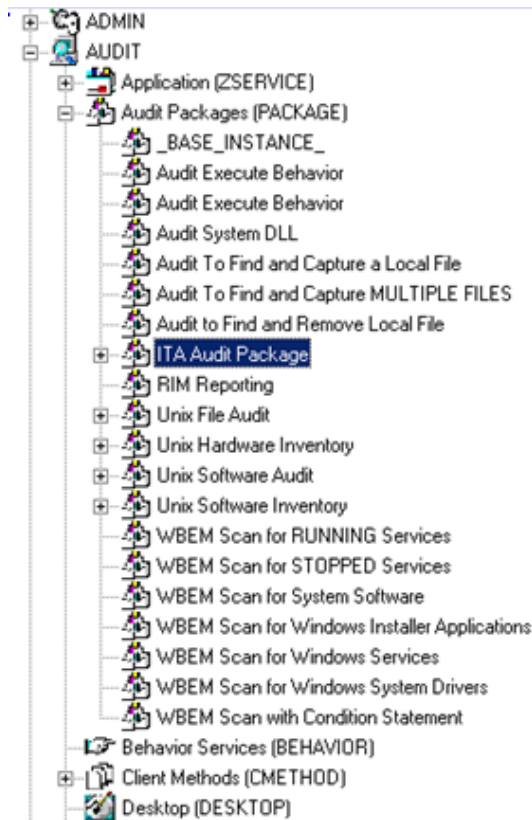 ADMIN
AUDIT
Application (ZSERVICE)
Audit Packages (PACKAGE)
_BASE_INSTANCE_
Audit Execute Behavior
Audit Execute Behavior
Audit System DLL
Audit To Find and Capture a Local File
Audit To Find and Capture MULTIPLE FILES
Audit to Find and Remove Local File
ITA Audit Package
RIM Reporting
Unix File Audit
Unix Hardware Inventory
Unix Software Audit
Unix Software Inventory
WBEM Scan for RUNNING Services
WBEM Scan for STOPPED Services
WBEM Scan for System Software
WBEM Scan for Windows Installer Applications
WBEM Scan for Windows Services
WBEM Scan for Windows System Drivers
WBEM Scan with Condition Statement
Behavior Services (BEHAVIOR)
Client Methods (CMETHOD)
Desktop (DESKTOP)